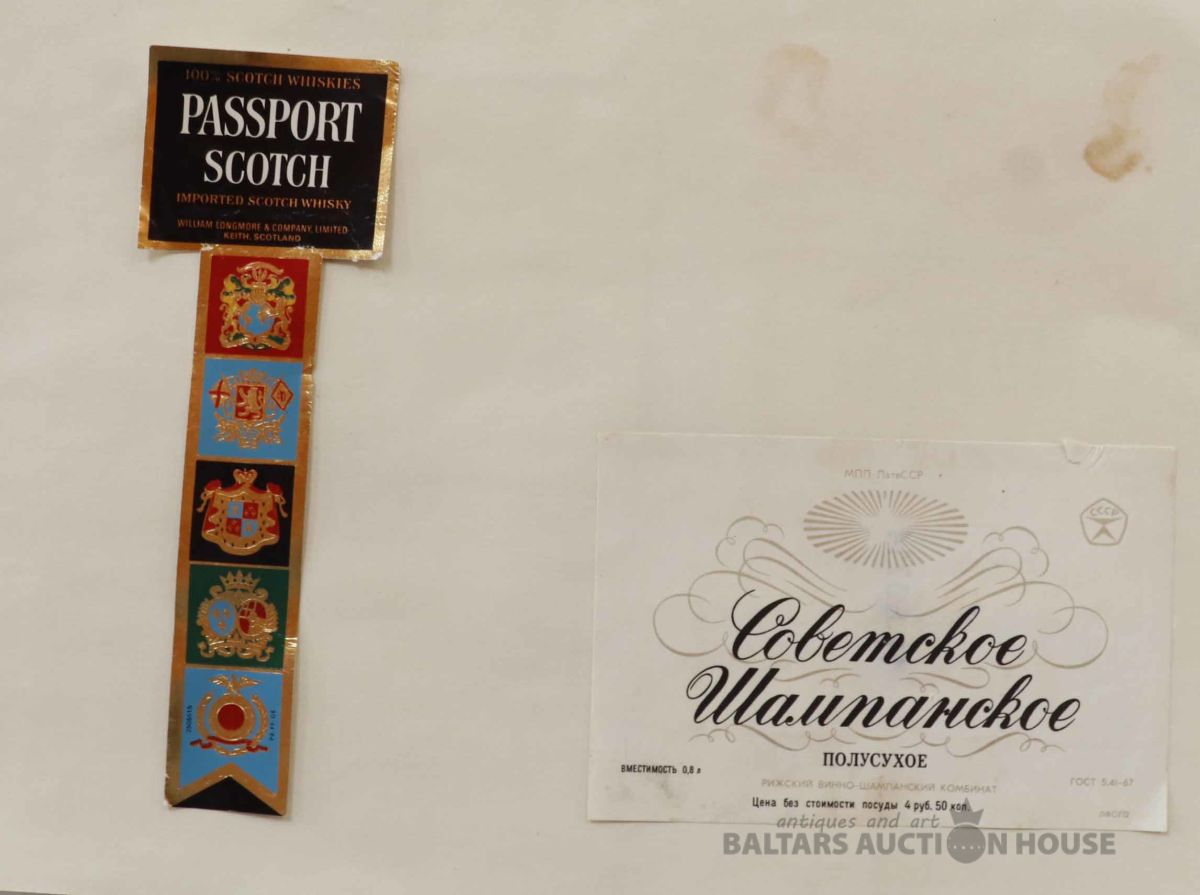 100% SCOTCH WHISKIES
PASSPORT
SCOTCH
IMPORTED SCOTCH WHISKY
WILLIAM LONGMORE & COMPANY, LIMITED
KEITH, SCOTLAND
МПП ЛатвССР
СССР
Советское
Шампанское
ПОЛУСУХОЕ
ВМЕСТИМОСТЬ 0,8 л
РИЖСКИЙ ВИННО-ШАМПАНСКИЙ КОМБИНАТ
ГОСТ 5.41-67
Цена без стоимости посуды 4 руб. 50 коп.
antiques and art
BALTARS AUCTION HOUSE